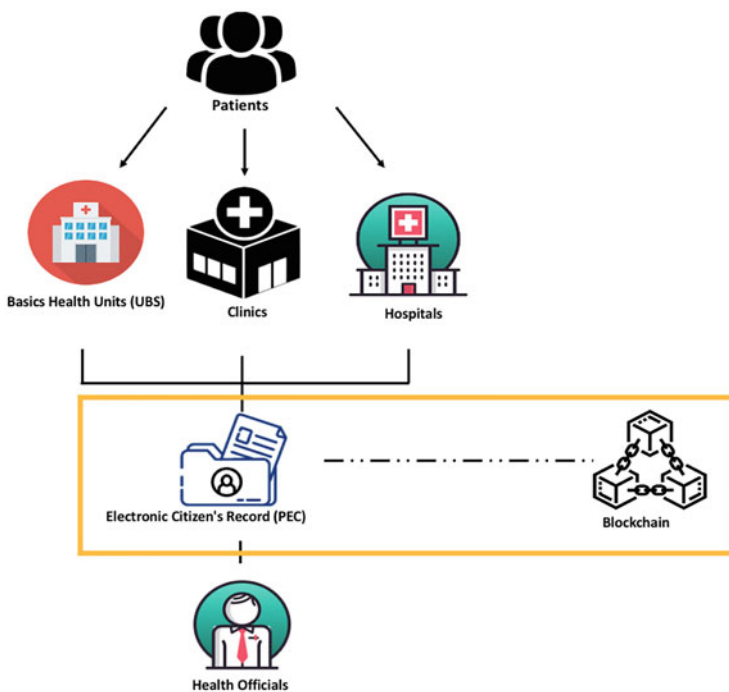 Patients
Basics Health Units (UBS)
Clinics
Hospitals
Electronic Citizen's Record (PEC)
Blockchain
Health Officials